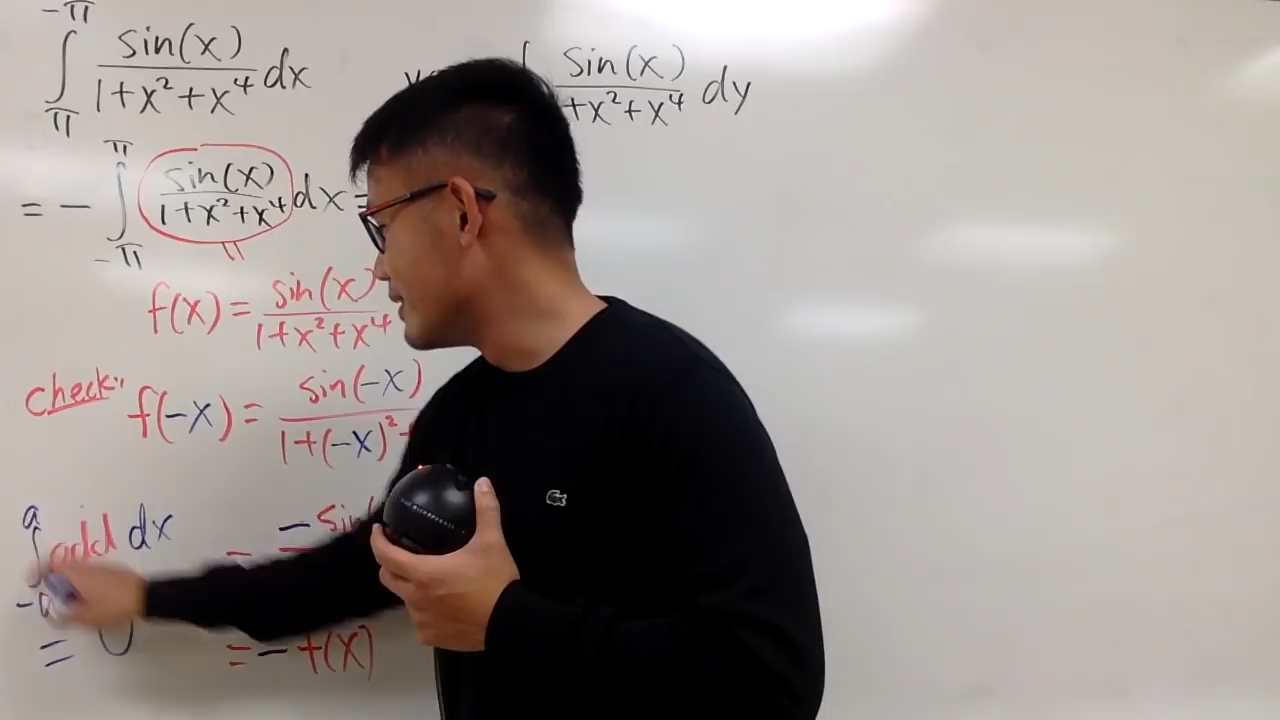 ∫_π^{-π} sin(x)/(1+x²+x⁴) dx
∫ sin(x)/(+x²+x⁴) dy
= - ∫_{-π}^{π} sin(x)/(1+x²+x⁴) dx =
f(x) = sin(x)/(1+x²+x⁴)
check: f(-x) = sin(-x)/(1+(-x)²
∫_{-a}^{a} odd dx = 0
= - sin(
= - f(x)